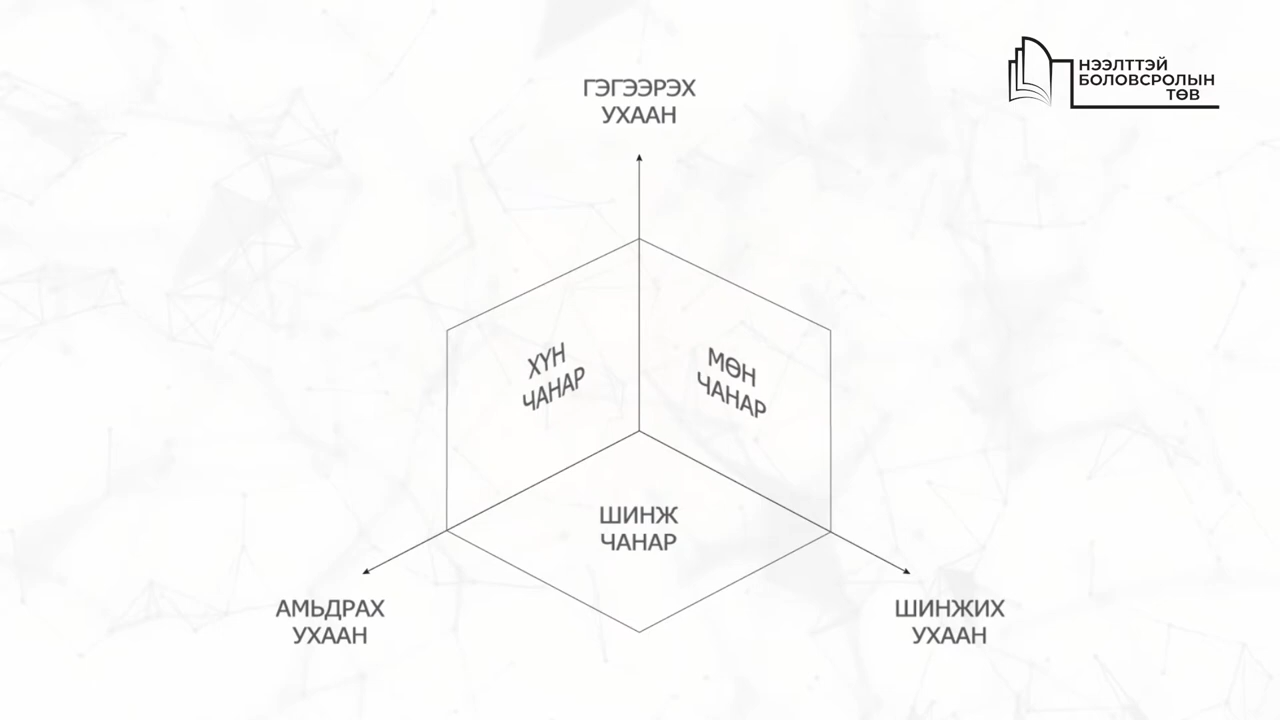 НЭЭЛТТЭЙ
БОЛОВСРОЛЫН
ТӨВ
ГЭГЭЭРЭХ
УХААН
ХҮН
ЧАНАР
МӨН
ЧАНАР
ШИНЖ
ЧАНАР
АМЬДРАХ
УХААН
ШИНЖИХ
УХААН